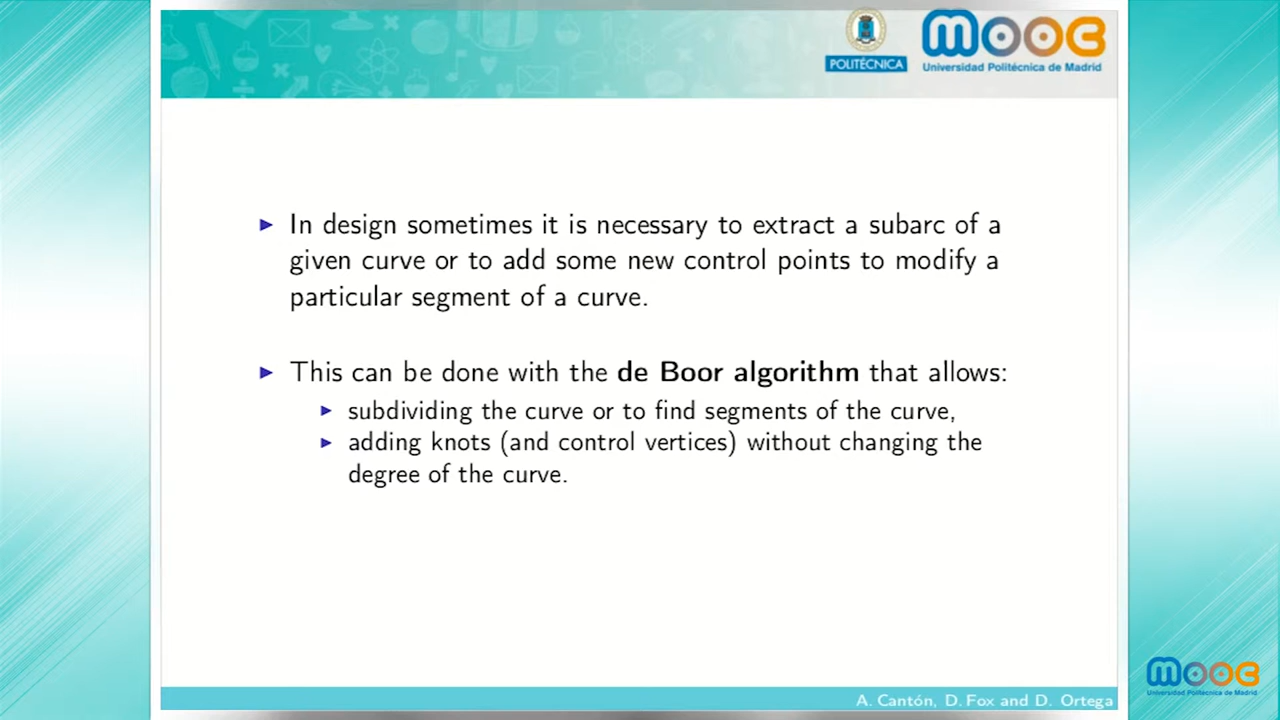 POLITÉCNICA
MOOC
Universidad Politécnica de Madrid
In design sometimes it is necessary to extract a subarc of a
given curve or to add some new control points to modify a
particular segment of a curve.
This can be done with the de Boor algorithm that allows:
subdividing the curve or to find segments of the curve,
adding knots (and control vertices) without changing the
degree of the curve.
A. Cantón, D. Fox and D. Ortega
MOOC
Universidad Politécnica de Madrid